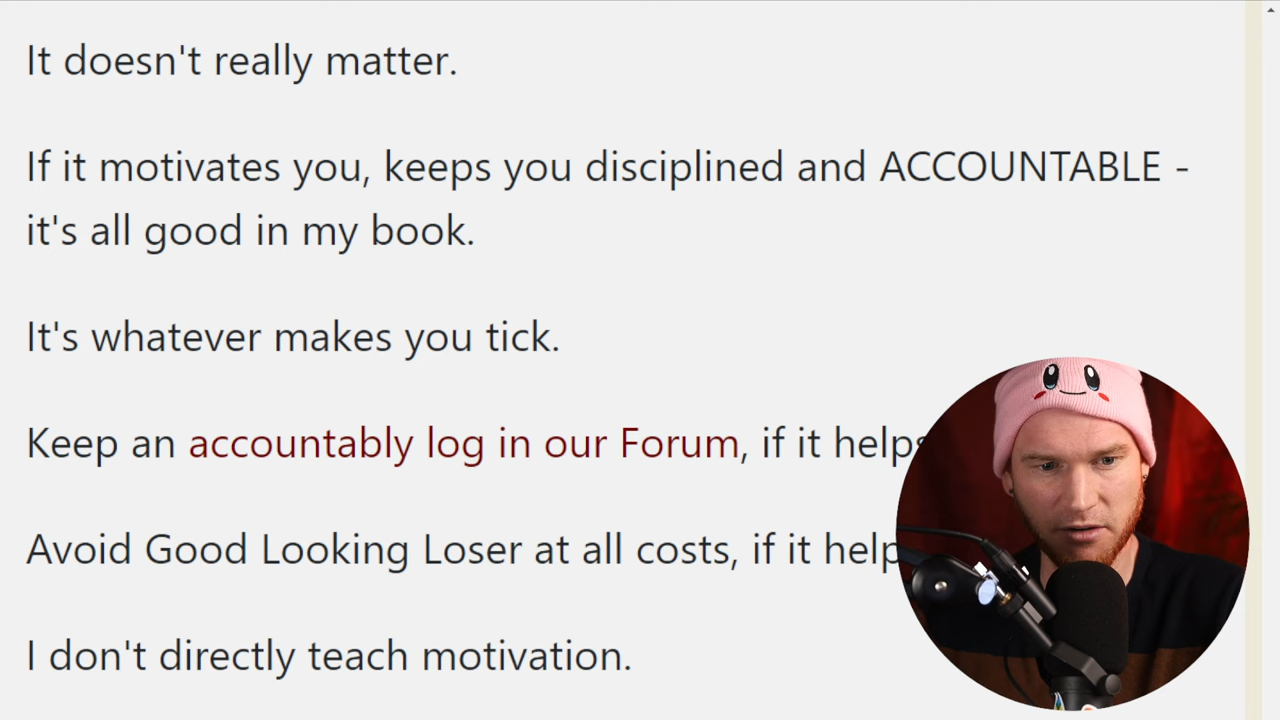 It doesn't really matter.
If it motivates you, keeps you disciplined and ACCOUNTABLE -
it's all good in my book.
It's whatever makes you tick.
Keep an accountably log in our Forum, if it helps
Avoid Good Looking Loser at all costs, if it help
I don't directly teach motivation.